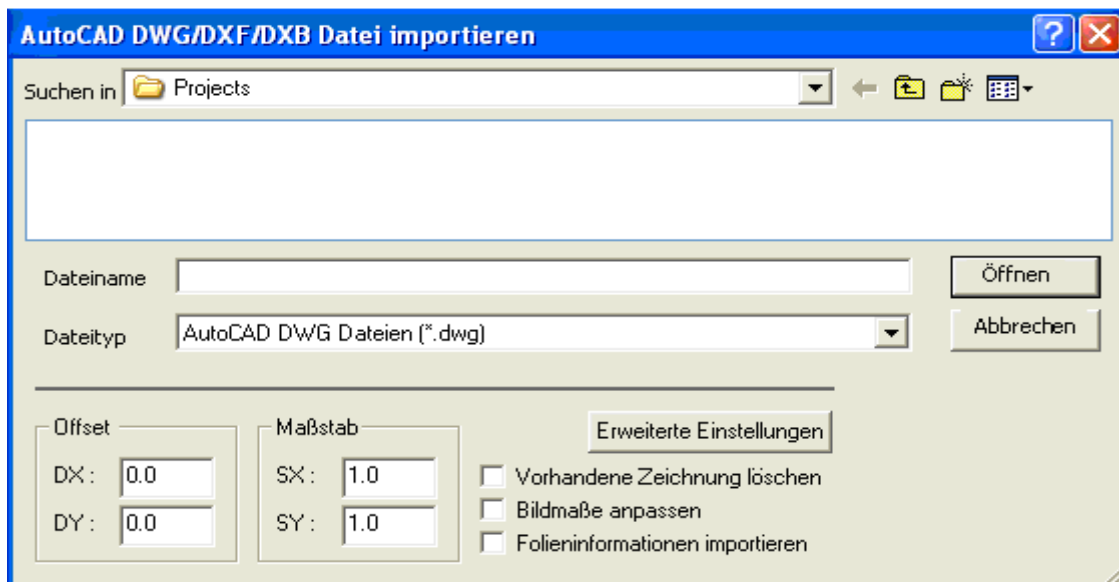 AutoCAD DWG/DXF/DXB Datei importieren
Suchen in Projects
Dateiname Öffnen
Dateityp AutoCAD DWG Dateien (*.dwg) Abbrechen
Offset Maßstab Erweiterte Einstellungen
DX : 0.0 SX : 1.0 Vorhandene Zeichnung löschen
DY : 0.0 SY : 1.0 Bildmaße anpassen
Folieninformationen importieren